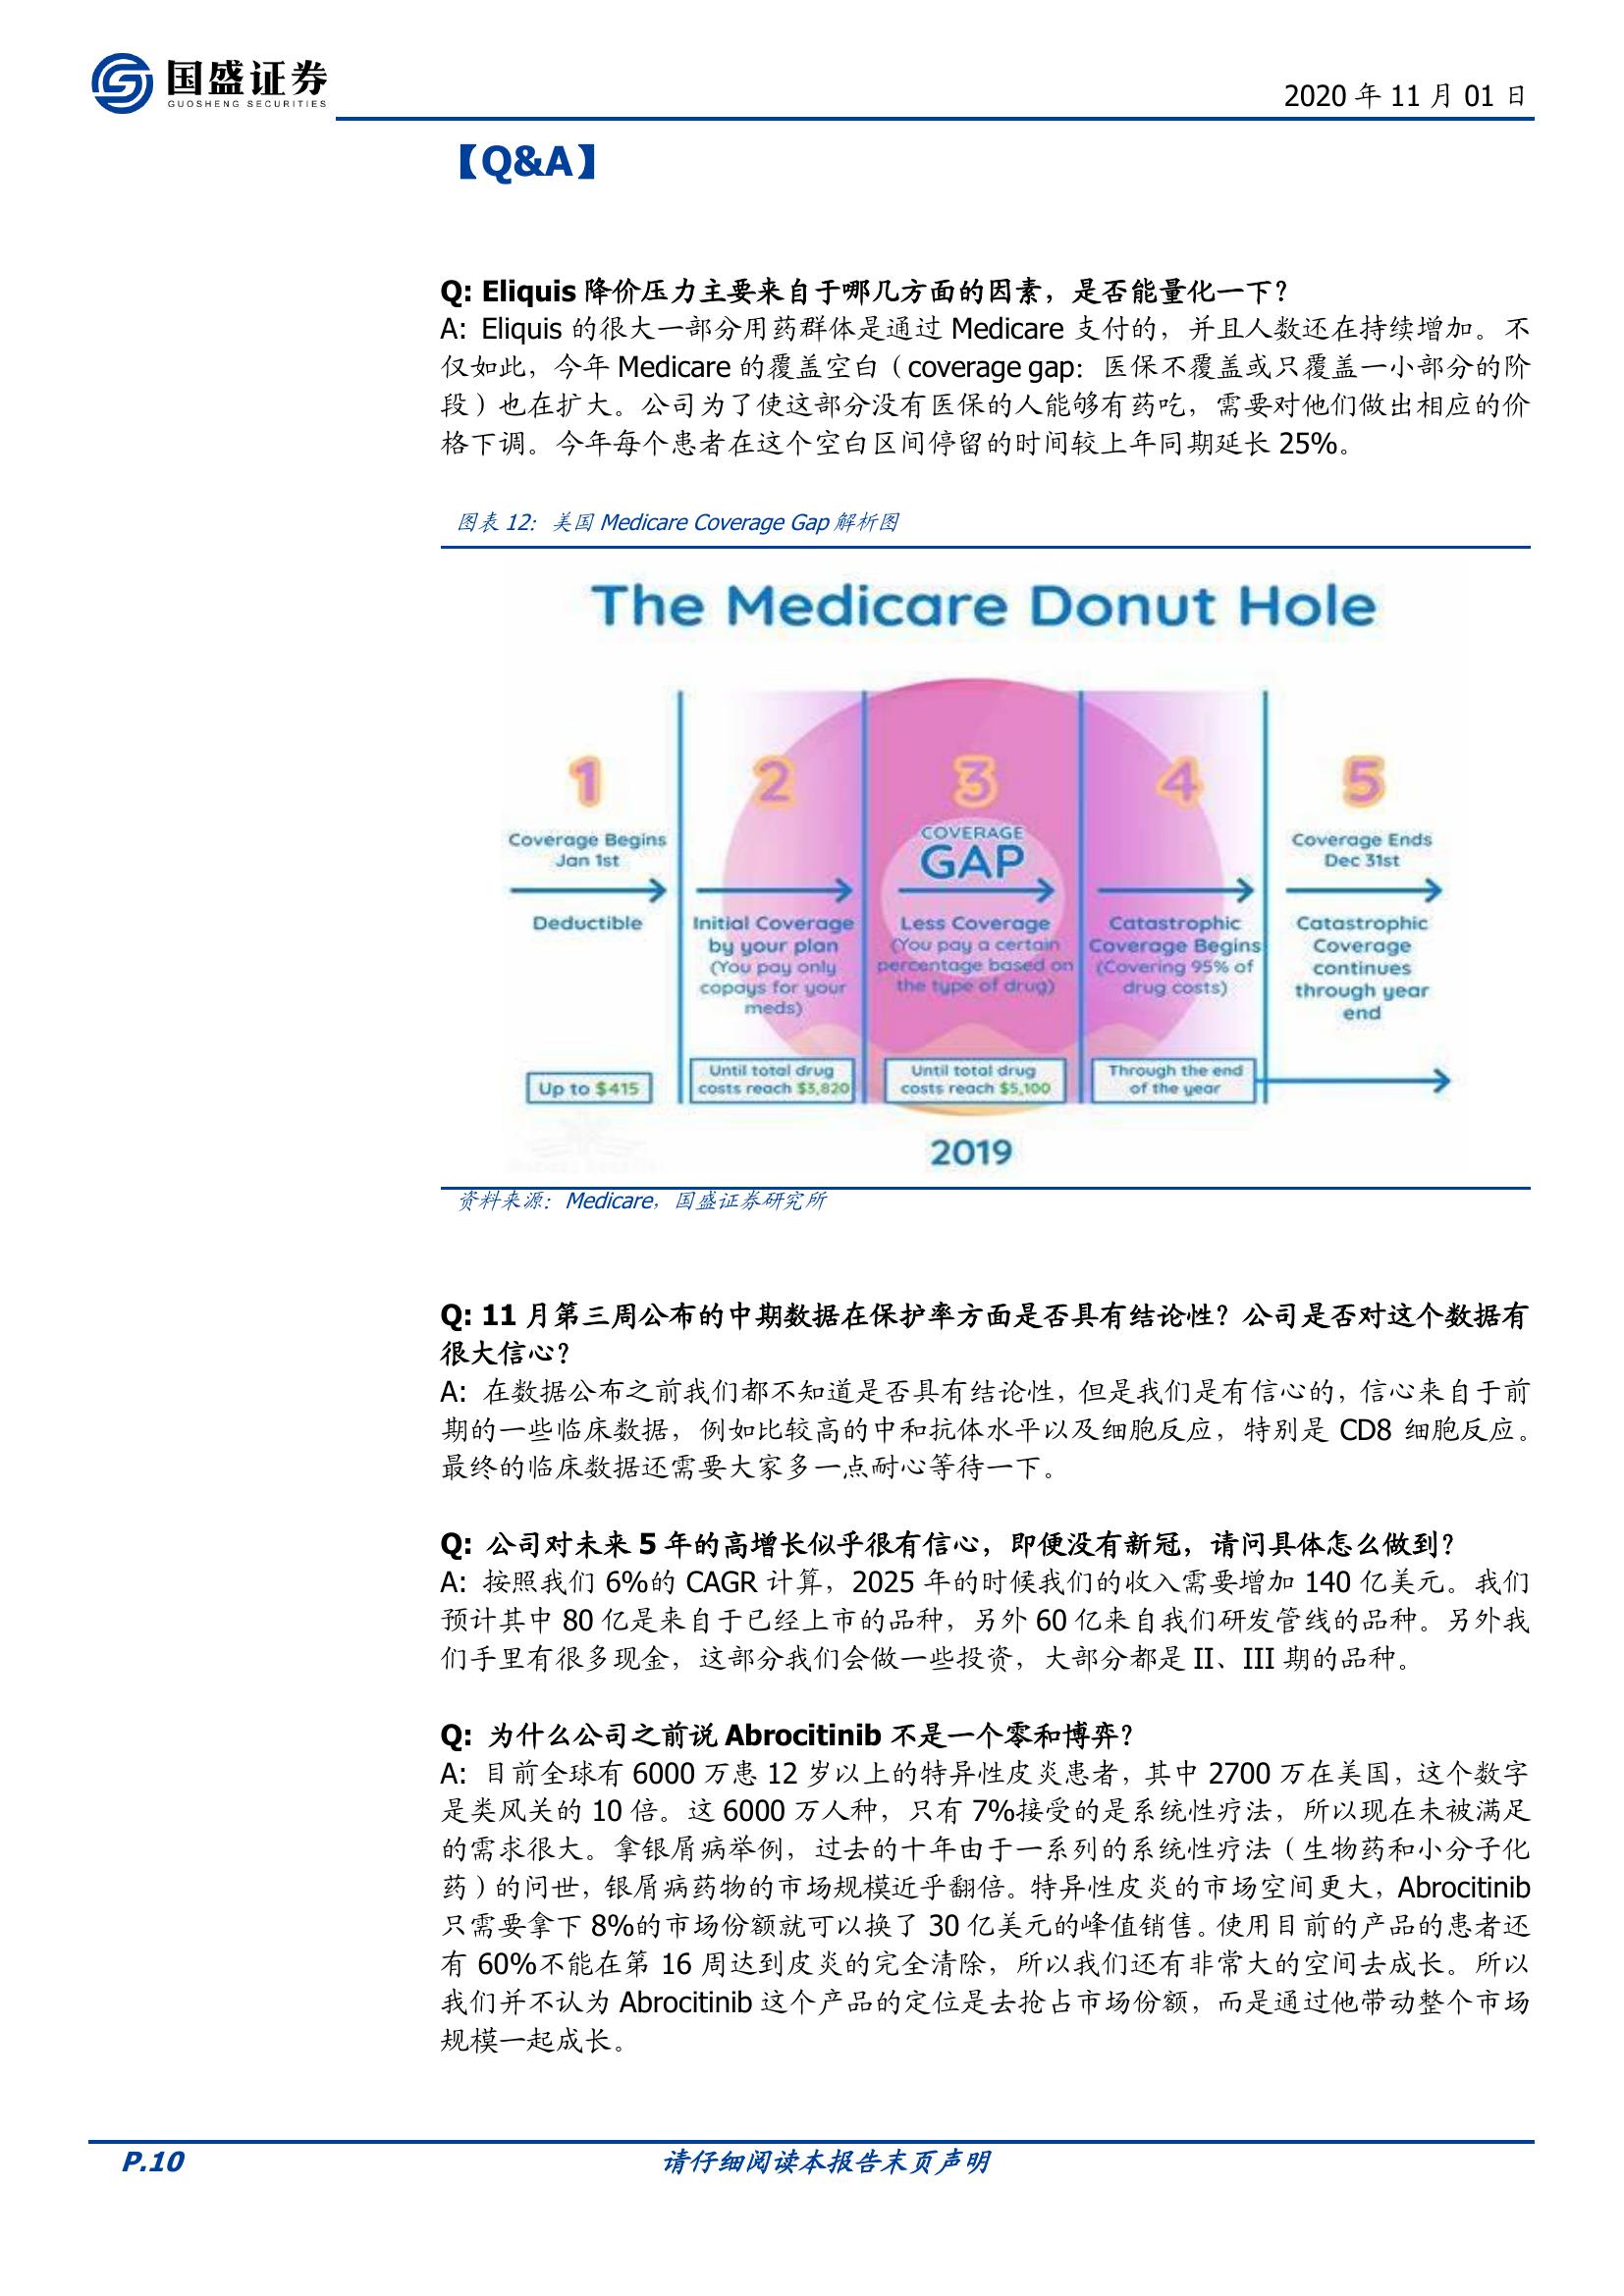 国盛证券
GUOSHENG SECURITIES
2020 年 11 月 01 日
【Q&A】
Q: Eliquis 降价压力主要来自于哪几方面的因素，是否能量化一下？
A: Eliquis 的很大一部分用药群体是通过 Medicare 支付的，并且人数还在持续增加。不
仅如此，今年 Medicare 的覆盖空白（coverage gap：医保不覆盖或只覆盖一小部分的阶
段）也在扩大。公司为了使这部分没有医保的人能够有药吃，需要对他们做出相应的价
格下调。今年每个患者在这个空白区间停留的时间较上年同期延长 25%。
图表 12：美国 Medicare Coverage Gap 解析图
The Medicare Donut Hole
1
Coverage Begins
Jan 1st
Deductible
Up to $415
2
Initial Coverage
by your plan
(You pay only
copays for your
meds)
Until total drug
costs reach $3,820
3
COVERAGE
GAP
Less Coverage
(You pay a certain
percentage based on
the type of drug)
Until total drug
costs reach $5,100
4
Catastrophic
Coverage Begins
(Covering 95% of
drug costs)
Through the end
of the year
5
Coverage Ends
Dec 31st
Catastrophic
Coverage
continues
through year
end
2019
资料来源：Medicare，国盛证券研究所
Q: 11 月第三周公布的中期数据在保护率方面是否具有结论性？公司是否对这个数据有
很大信心？
A: 在数据公布之前我们都不知道是否具有结论性，但是我们是有信心的，信心来自于前
期的一些临床数据，例如比较高的中和抗体水平以及细胞反应，特别是 CD8 细胞反应。
最终的临床数据还需要大家多一点耐心等待一下。
Q: 公司对未来 5 年的高增长似乎很有信心，即便没有新冠，请问具体怎么做到？
A: 按照我们 6%的 CAGR 计算，2025 年的时候我们的收入需要增加 140 亿美元。我们
预计其中 80 亿是来自于已经上市的品种，另外 60 亿来自我们研发管线的品种。另外我
们手里有很多现金，这部分我们会做一些投资，大部分都是 II、III 期的品种。
Q: 为什么公司之前说 Abrocitinib 不是一个零和博弈？
A: 目前全球有 6000 万患 12 岁以上的特异性皮炎患者，其中 2700 万在美国，这个数字
是类风关的 10 倍。这 6000 万人种，只有 7%接受的是系统性疗法，所以现在未被满足
的需求很大。拿银屑病举例，过去的十年由于一系列的系统性疗法（生物药和小分子化
药）的问世，银屑病药物的市场规模近乎翻倍。特异性皮炎的市场空间更大，Abrocitinib
只需要拿下 8%的市场份额就可以换了 30 亿美元的峰值销售。使用目前的产品的患者还
有 60%不能在第 16 周达到皮炎的完全清除，所以我们还有非常大的空间去成长。所以
我们并不认为 Abrocitinib 这个产品的定位是去抢占市场份额，而是通过他带动整个市场
规模一起成长。
P.10
请仔细阅读本报告末页声明